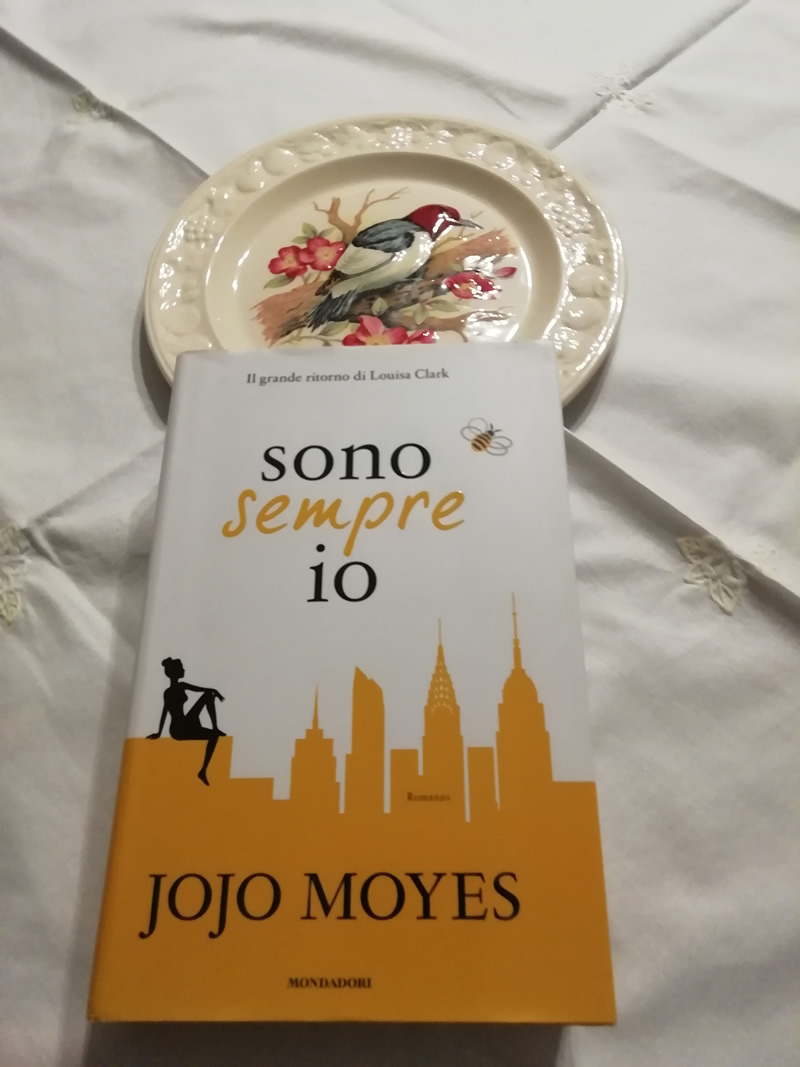 Il grande ritorno di Louisa Clark
sono
sempre
io
Romanzo
JOJO MOYES
MONDADORI